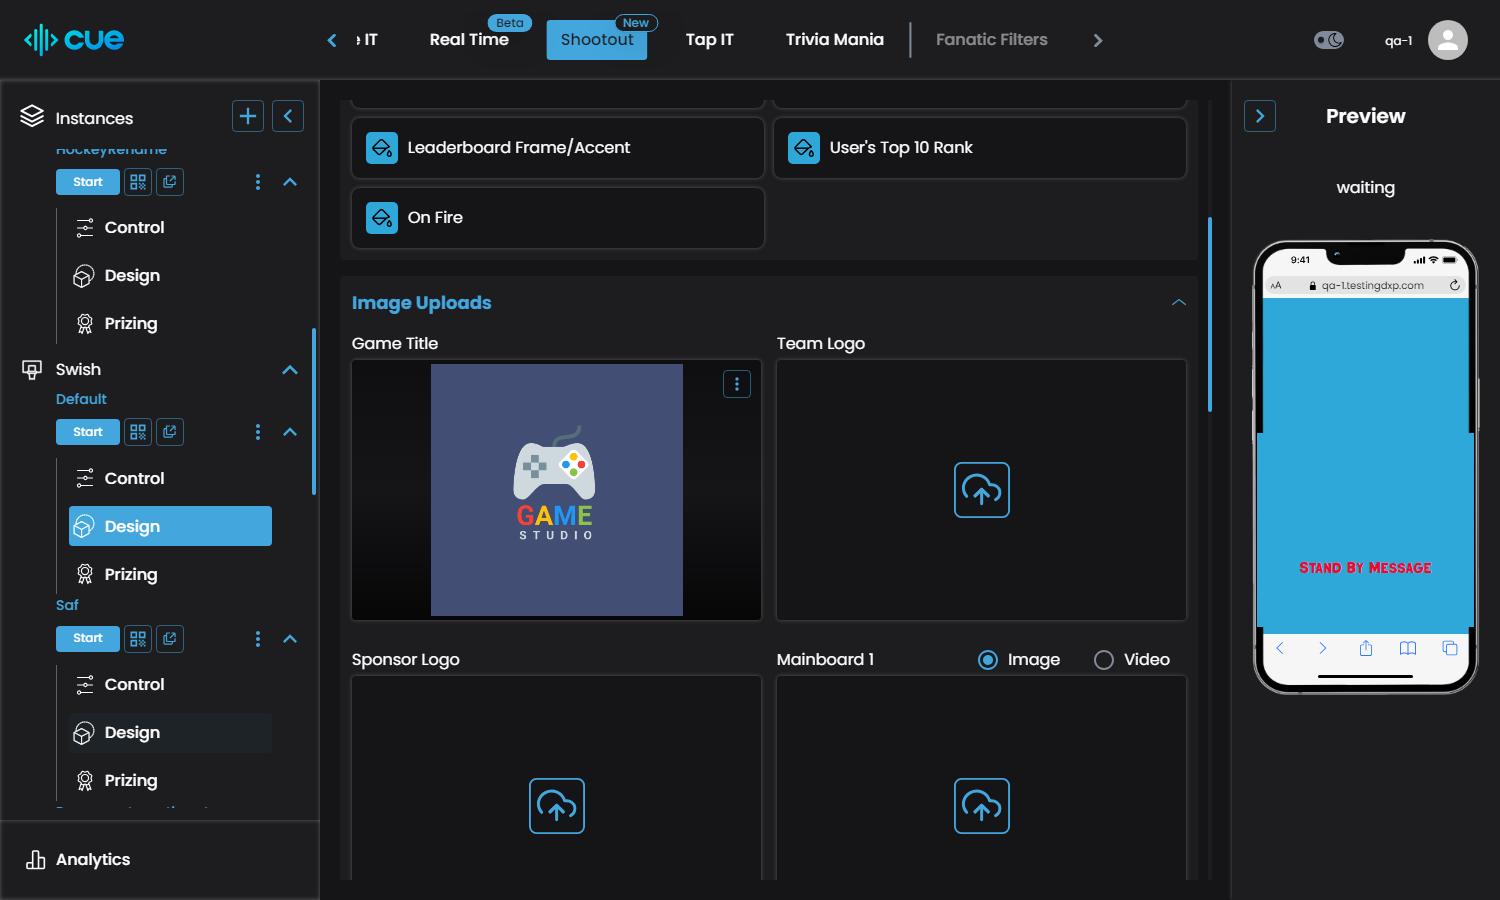 cue
IT
Real Time
Beta
Shootout
New
Tap IT
Trivia Mania
Fanatic Filters
qa-1
Instances
HockeyRename
Start
Control
Design
Prizing
Swish
Default
Start
Control
Design
Prizing
Saf
Start
Control
Design
Prizing
Analytics
Leaderboard Frame/Accent
User's Top 10 Rank
On Fire
Image Uploads
Game Title
Team Logo
GAME
STUDIO
Sponsor Logo
Mainboard 1
Image
Video
Preview
waiting
9:41
AA
qa-1.testingdxp.com
Stand By Message